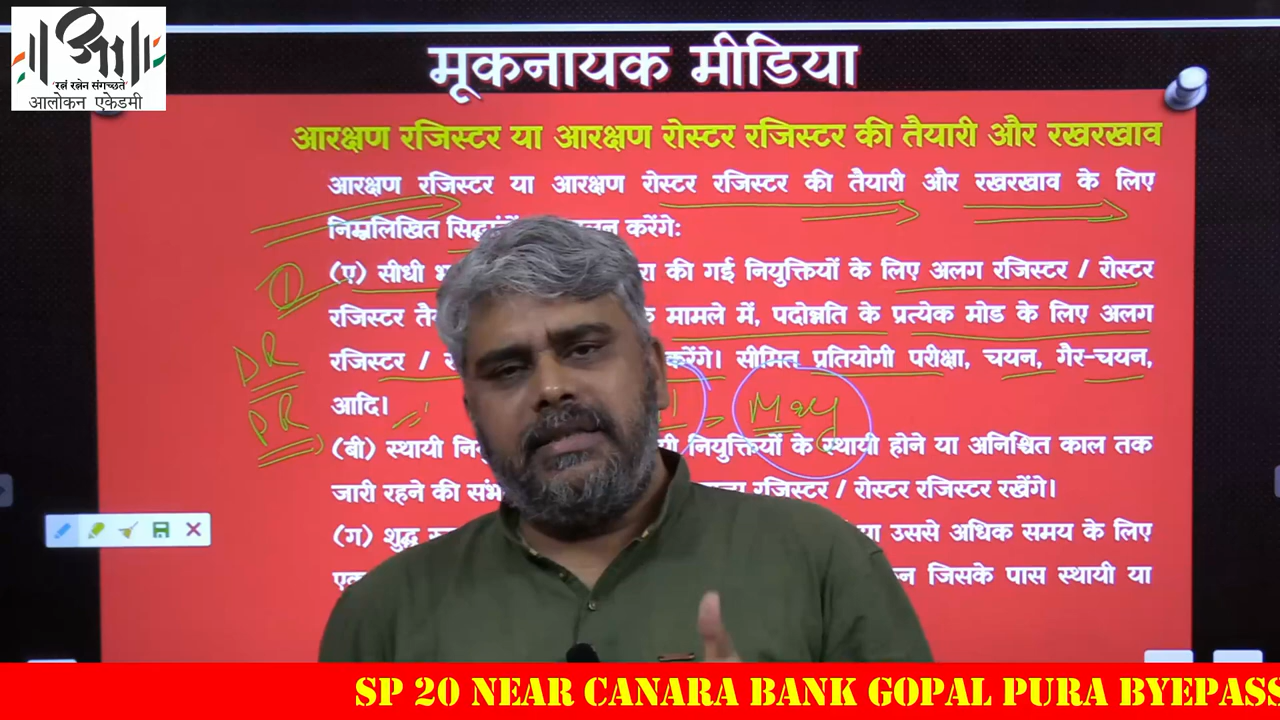 मूकनायक मीडिया
रत्नं रत्नेन संगच्छते
आलोकन एकेडमी
आरक्षण रजिस्टर या आरक्षण रोस्टर रजिस्टर की तैयारी और रखरखाव
आरक्षण रजिस्टर या आरक्षण रोस्टर रजिस्टर की तैयारी और रखरखाव के लिए
निम्नलिखित करेंगे:
(ए) सीधी की गई नियुक्तियों के लिए अलग रजिस्टर / रोस्टर
रजिस्टर मामले में, पदोन्नति के प्रत्येक मोड के लिए अलग
रजिस्टर / करेंगे। सीमित प्रतियोगी परीक्षा, चयन, गैर-चयन,
आदि।
(बी) स्थायी नियुक्तियों के स्थायी होने या अनिश्चित काल तक
जारी रहने की रजिस्टर / रोस्टर रजिस्टर रखेंगे।
(ग) शुद्ध उससे अधिक समय के लिए
जिसके पास स्थायी या
①
DR
PR
May
SP 20 NEAR CANARA BANK GOPAL PURA BYEPASS